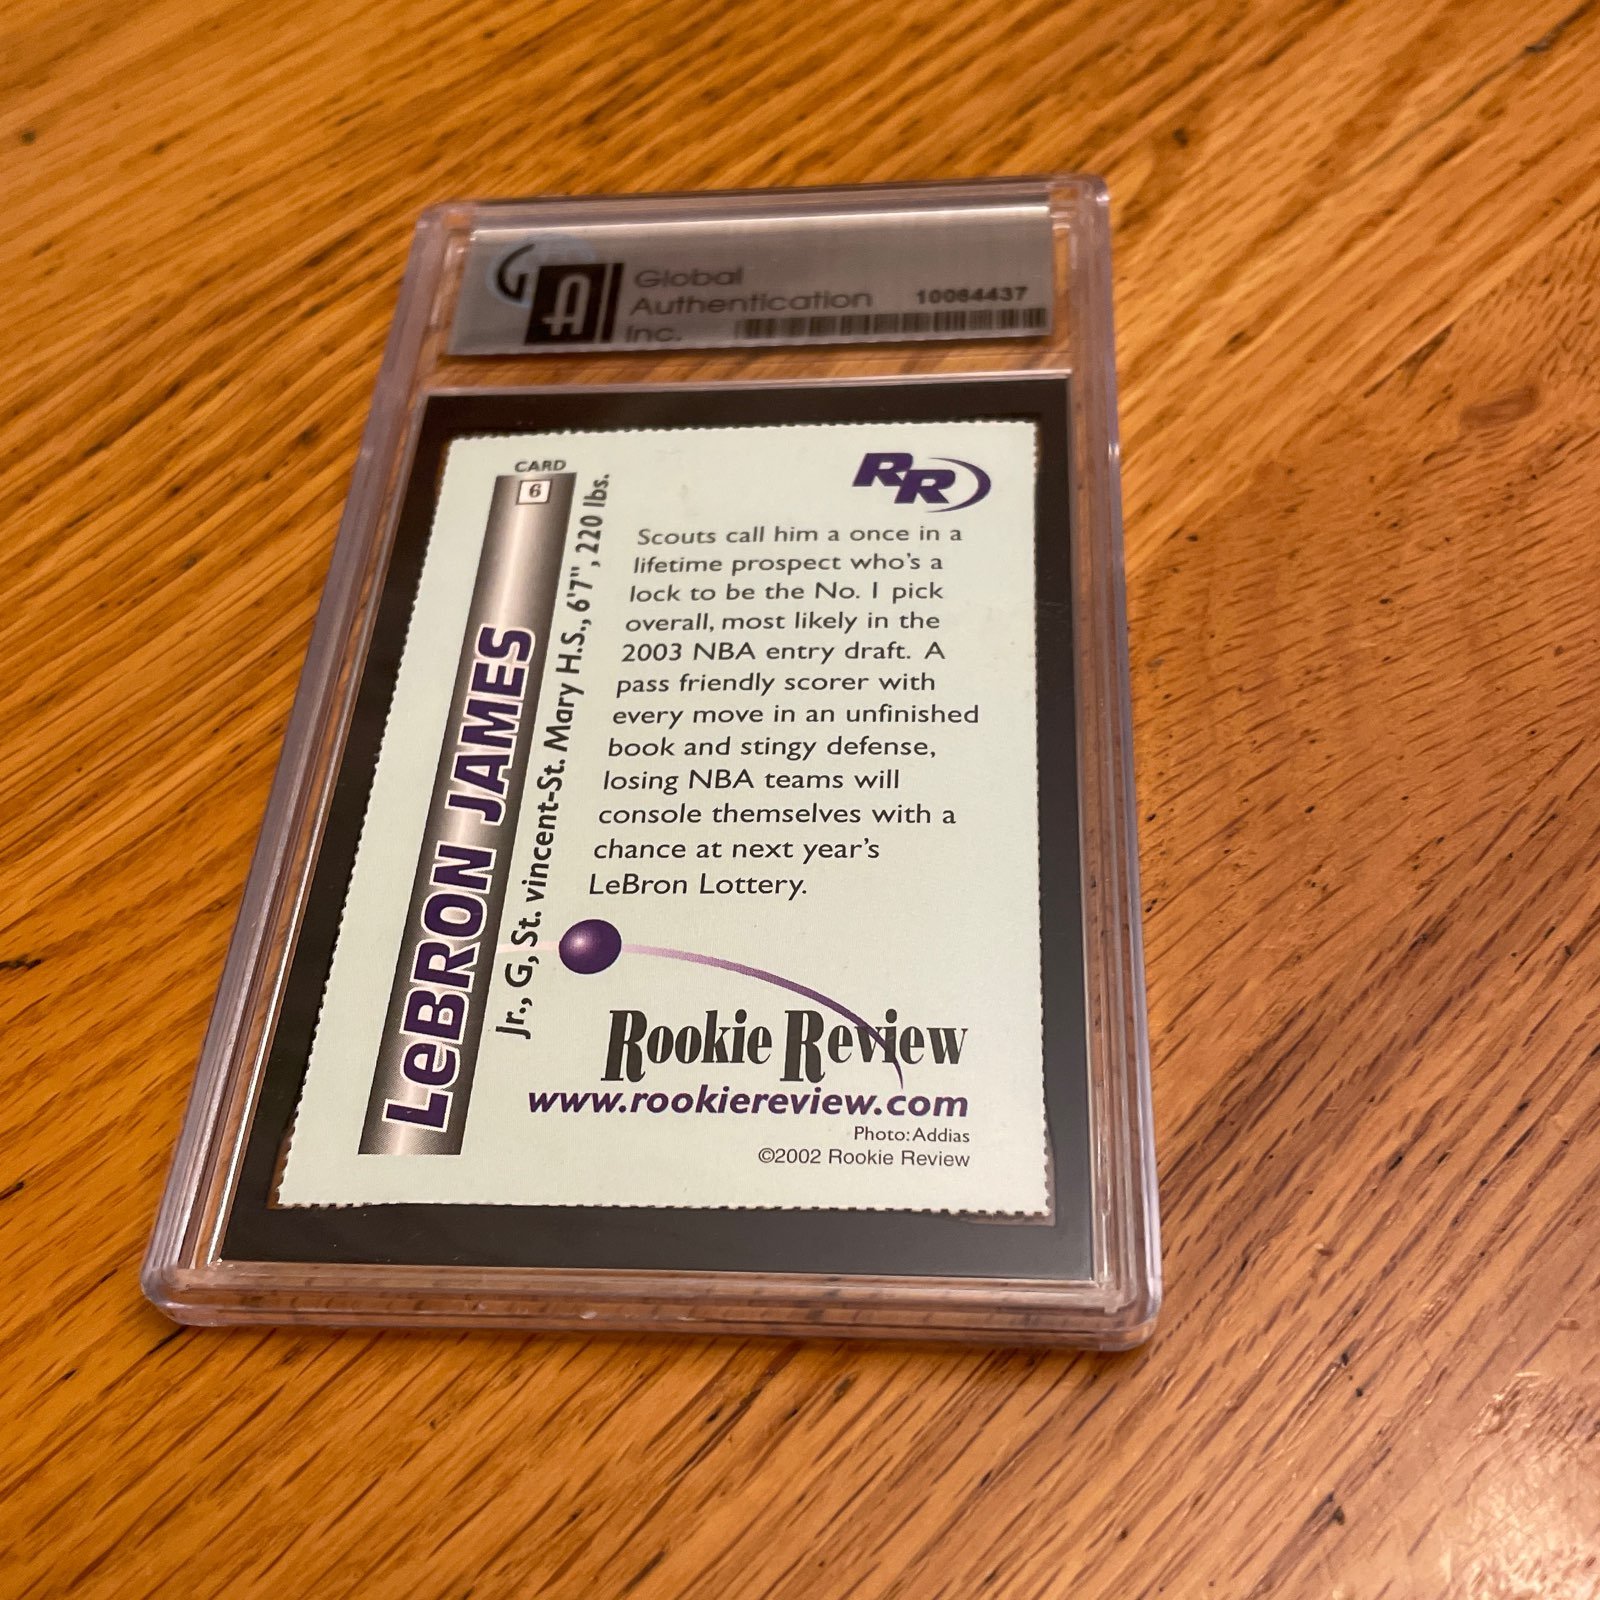 GA
Global
Authentication
Inc.
10064437
CARD
6
LeBRON JAMES
Jr., G, St. vincent-St. Mary H.S., 6'7", 220 lbs.
RR
Scouts call him a once in a
lifetime prospect who's a
lock to be the No. 1 pick
overall, most likely in the
2003 NBA entry draft. A
pass friendly scorer with
every move in an unfinished
book and stingy defense,
losing NBA teams will
console themselves with a
chance at next year's
LeBron Lottery.
Rookie Review
www.rookiereview.com
Photo: Addias
©2002 Rookie Review